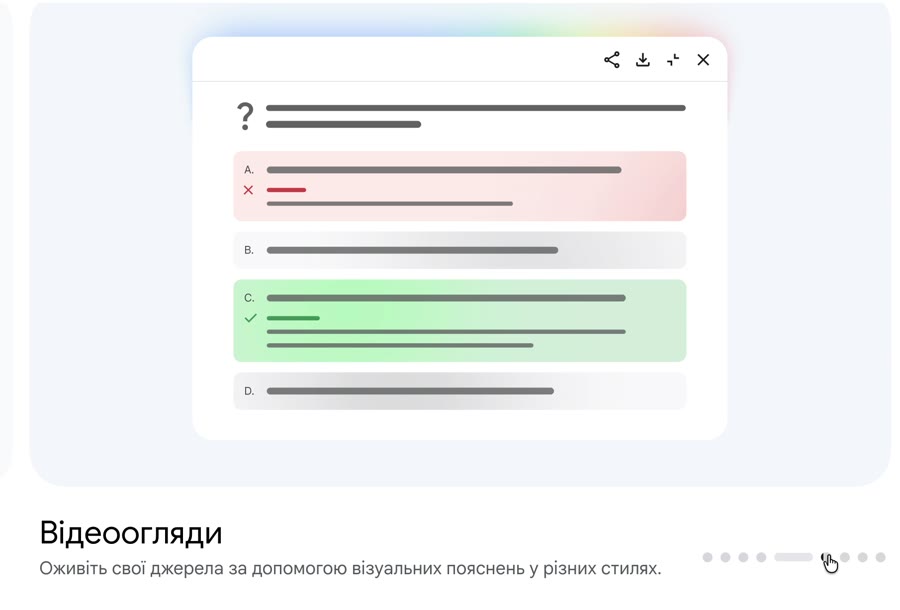 ?
A.
B.
C.
D.
Відеоогляди
Оживіть свої джерела за допомогою візуальних пояснень у різних стилях.